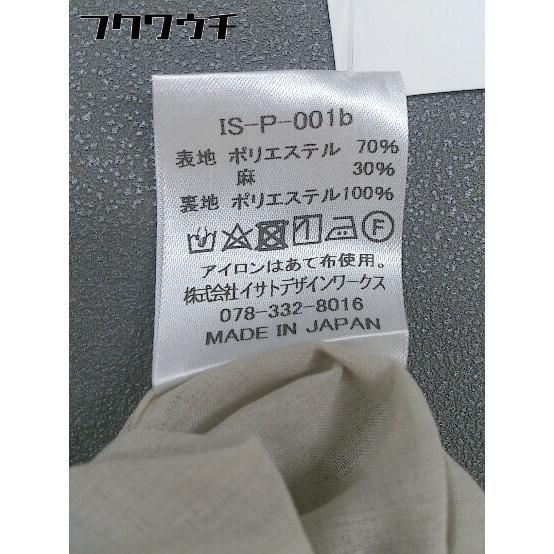 フクワウチ
IS-P-001b
表地 ポリエステル 70%
麻 30%
裏地 ポリエステル100%
アイロンはあて布使用。
株式会社イサトデザインワークス
078-332-8016
MADE IN JAPAN